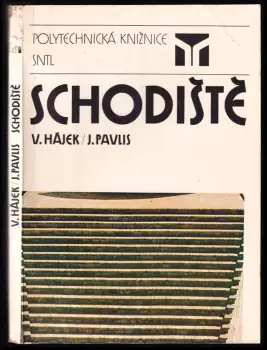 POLYTECHNICKÁ KNIŽNICE
SNTL
SCHODIŠTĚ
V. HÁJEK/J. PAVLIS
V. HÁJEK J. PAVLIS SCHODIŠTĚ